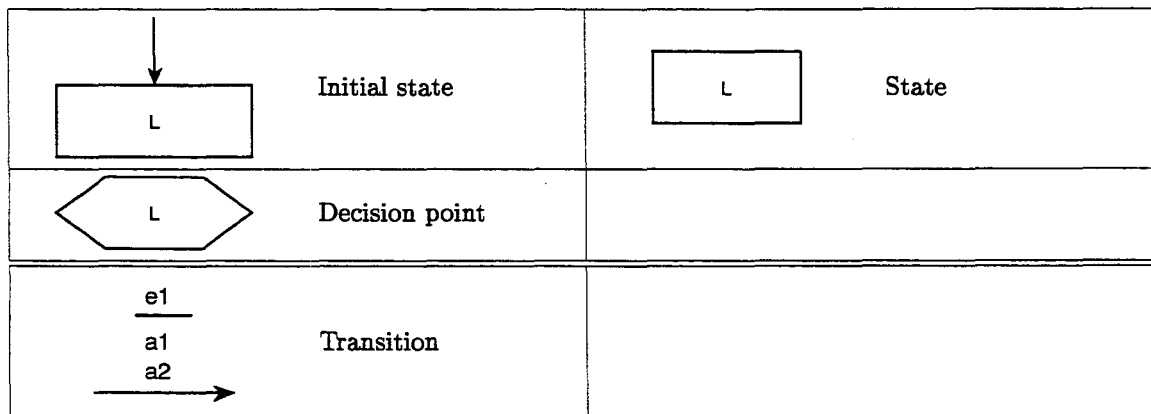 L
Initial state
L
State
L
Decision point
e1
a1
Transition
a2